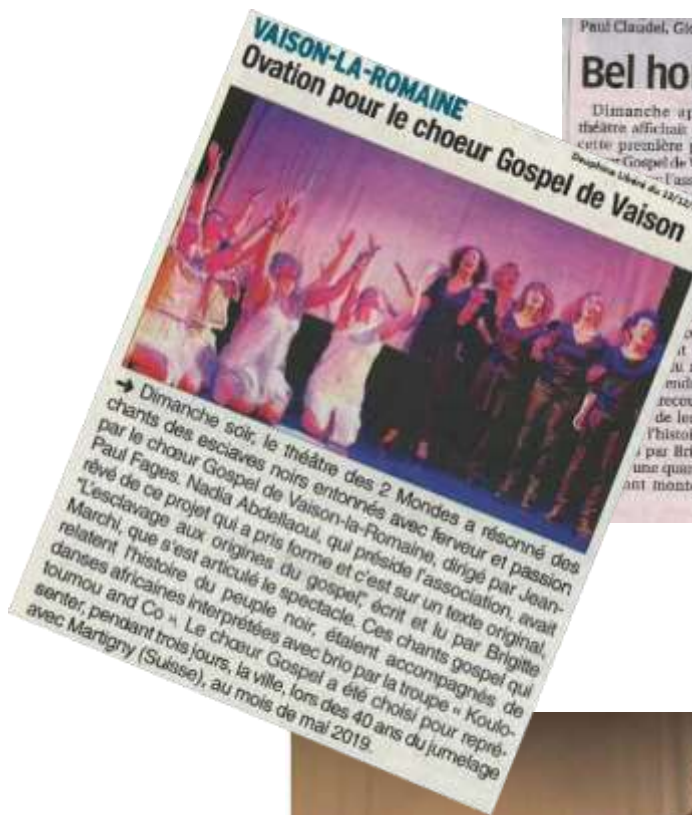 VAISON-LA-ROMAINE
Ovation pour le choeur Gospel de Vaison
Dauphiné Libéré du 12/12/
➔ Dimanche soir, le théâtre des 2 Mondes a résonné des
chants des esclaves noirs entonnés avec ferveur et passion
par le chœur Gospel de Vaison-la-Romaine, dirigé par Jean-
Paul Fages. Nadia Abdellaoui, qui préside l'association, avait
rêvé de ce projet qui a pris forme et c'est sur un texte original,
"L'esclavage aux origines du gospel", écrit et lu par Brigitte
Marchi, que s'est articulé le spectacle. Ces chants gospel qui
relatent l'histoire du peuple noir, étaient accompagnés de
danses africaines interprétées avec brio par la troupe « Koulo-
tournou and Co ». Le chœur Gospel a été choisi pour repré-
senter, pendant trois jours, la ville, lors des 40 ans du jumelage
avec Martigny (Suisse), au mois de mai 2019.
Paul Claudel,
Bel
Dimanche
théâtre affichait
cette première
Gospel de
de
l'histoi
par
une